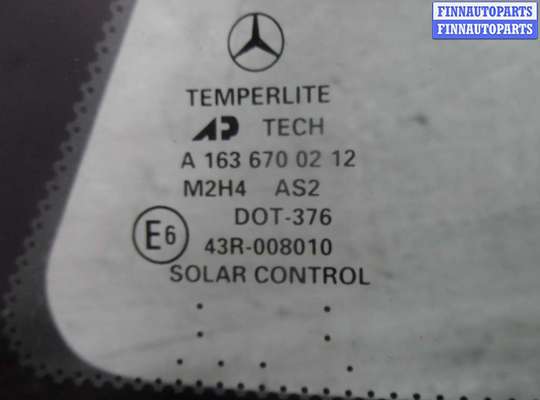 FINNAUTOPARTS
FINNAUTOPARTS
TEMPERLITE
AP TECH
A 163 670 02 12
M2H4 AS2
DOT-376
E6 43R-008010
SOLAR CONTROL